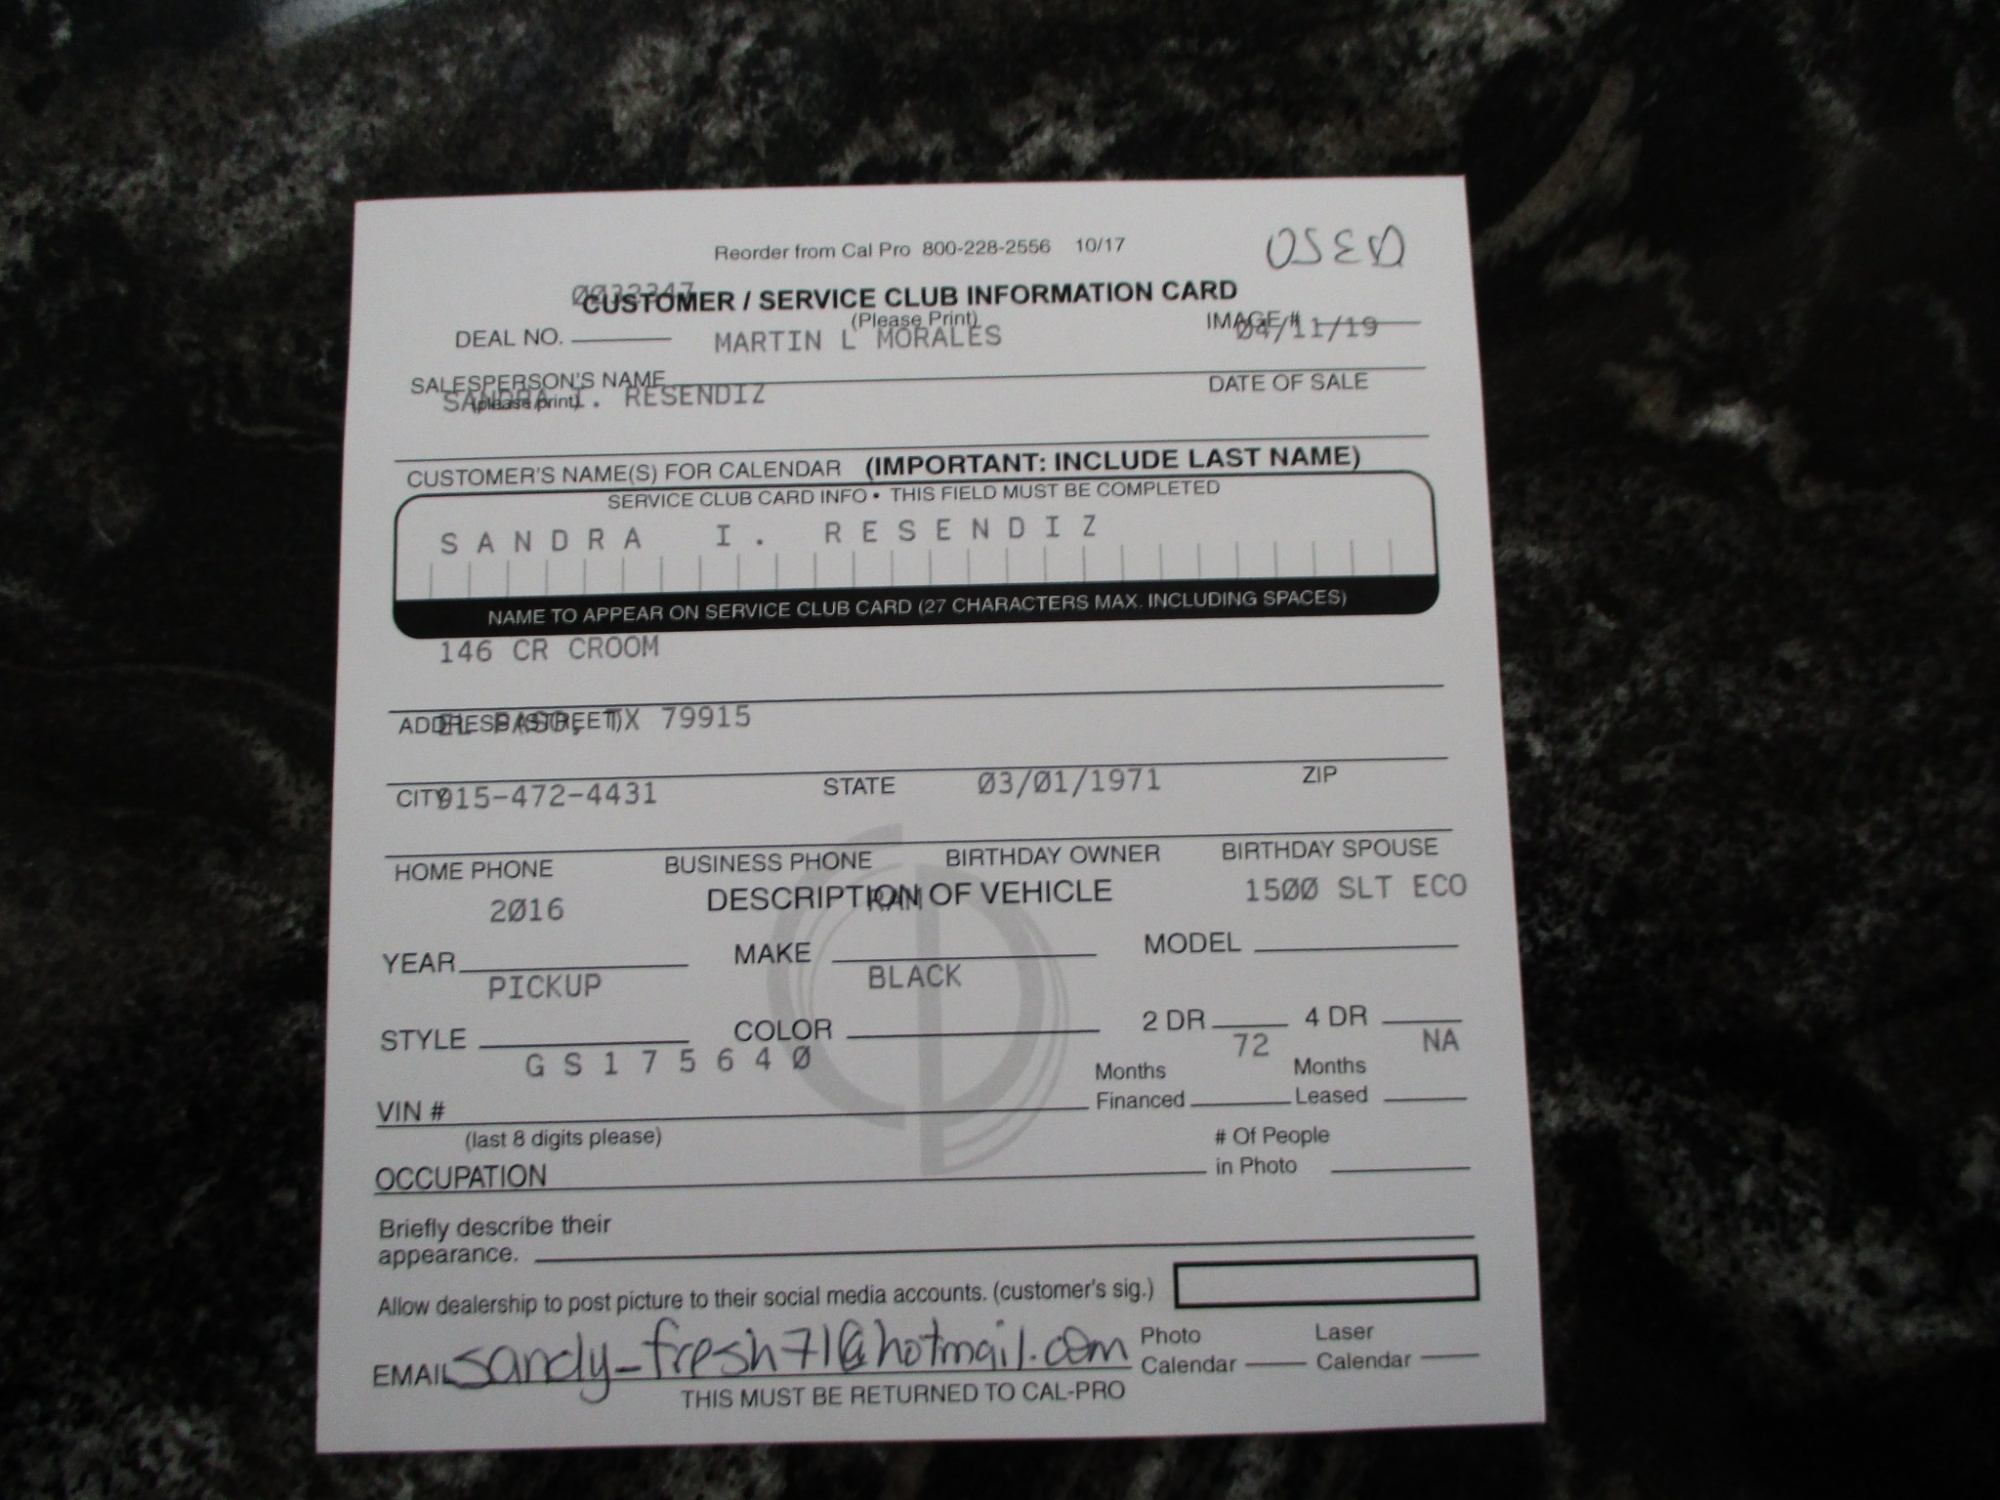 Reorder from Cal Pro 800-228-2556 10/17
USED
CUSTOMER / SERVICE CLUB INFORMATION CARD
(Please Print)
DEAL NO. MARTIN L MORALES IMAGE # 04/11/19
SALESPERSON'S NAME DATE OF SALE
(please print)
SANDRA I. RESENDIZ
CUSTOMER'S NAME(S) FOR CALENDAR (IMPORTANT: INCLUDE LAST NAME)
SERVICE CLUB CARD INFO • THIS FIELD MUST BE COMPLETED
SANDRA I. RESENDIZ
NAME TO APPEAR ON SERVICE CLUB CARD (27 CHARACTERS MAX. INCLUDING SPACES)
146 CR CROOM
ADDRESS (STREET)
EL PASO, TX 79915
CITY STATE ZIP
915-472-4431 03/01/1971
HOME PHONE BUSINESS PHONE BIRTHDAY OWNER BIRTHDAY SPOUSE
DESCRIPTION OF VEHICLE
2016 RAM 1500 SLT ECO
YEAR MAKE MODEL
PICKUP BLACK
STYLE COLOR 2 DR 4 DR
GS175640 72 NA
VIN # Months Financed Months Leased
(last 8 digits please)
OCCUPATION # Of People in Photo
Briefly describe their
appearance.
Allow dealership to post picture to their social media accounts. (customer's sig.)
EMAIL sandy_fresh71@hotmail.com Photo Calendar Laser Calendar
THIS MUST BE RETURNED TO CAL-PRO